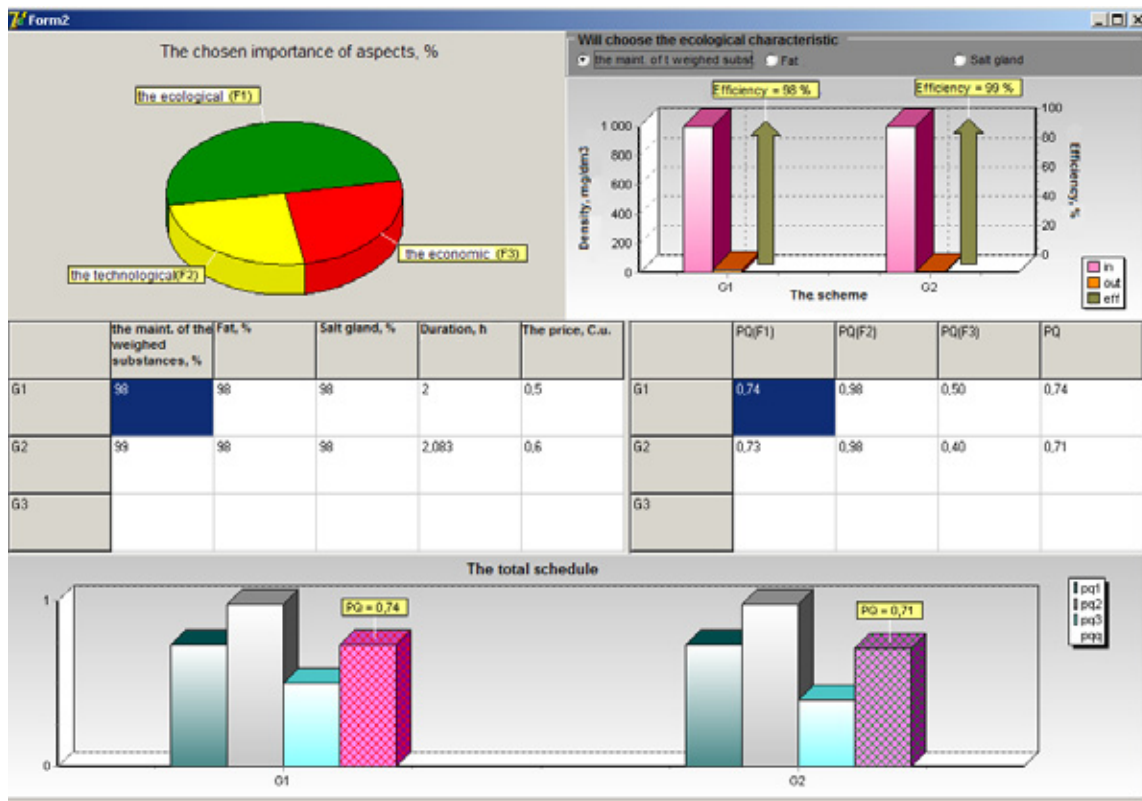 Form2
The chosen importance of aspects, %
the ecological (F1)
the technological(F2)
the economic (F3)
Will choose the ecological characteristic
the maint. of t weighed subst.
Fat
Salt gland
Efficiency = 98 %
Efficiency = 99 %
Density, mg/dm3
1 000
800
600
400
200
0
100
80
60
40
20
0
Efficiency, %
G1
G2
The scheme
in
out
eff
the maint. of the weighed substances, % Fat, % Salt gland, % Duration, h The price, C.u.
G1 98 98 98 2 0,5
G2 99 98 98 2,083 0,6
G3
PQ(F1) PQ(F2) PQ(F3) PQ
G1 0,74 0,98 0,50 0,74
G2 0,73 0,98 0,40 0,71
G3
The total schedule
1
0
PQ = 0,74
PQ = 0,71
G1
G2
pq1
pq2
pq3
pqq